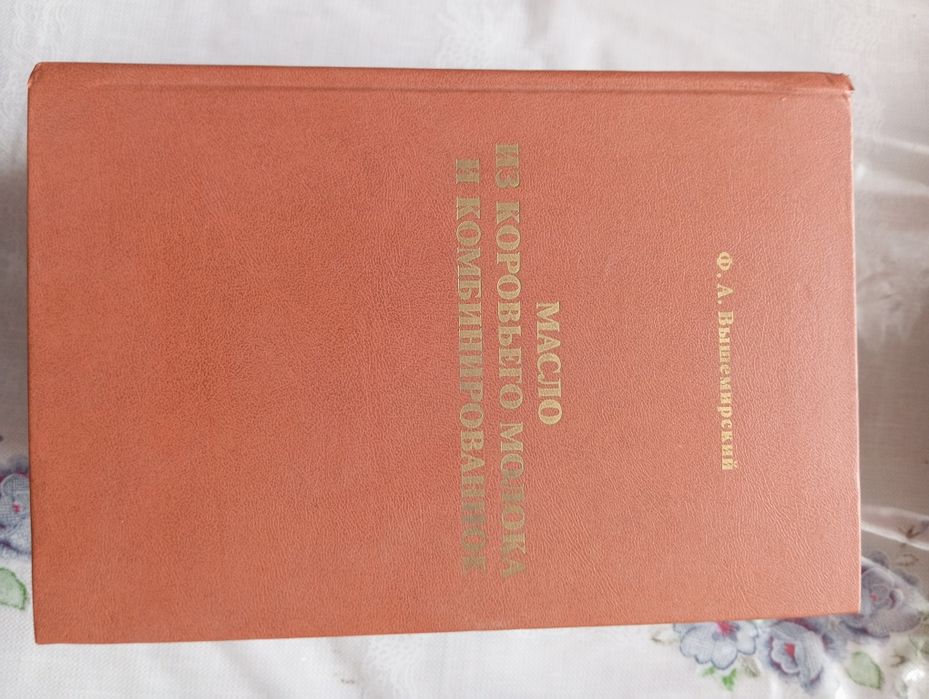 Ф. А. Вышемирский
МАСЛО
ИЗ КОРОВЬЕГО МОЛОКА
И КОМБИНИРОВАННОЕ